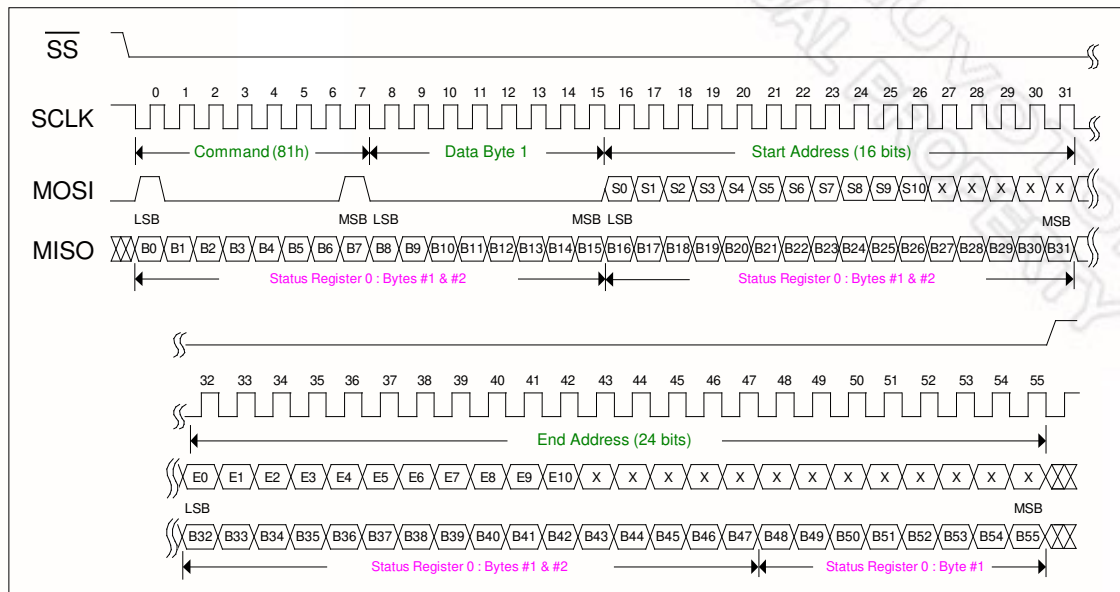 SS
0 1 2 3 4 5 6 7 8 9 10 11 12 13 14 15 16 17 18 19 20 21 22 23 24 25 26 27 28 29 30 31
SCLK
Command (81h) Data Byte 1 Start Address (16 bits)
MOSI S0 S1 S2 S3 S4 S5 S6 S7 S8 S9 S10 X X X X X
LSB MSB LSB MSB LSB MSB
MISO B0 B1 B2 B3 B4 B5 B6 B7 B8 B9 B10 B11 B12 B13 B14 B15 B16 B17 B18 B19 B20 B21 B22 B23 B24 B25 B26 B27 B28 B29 B30 B31
Status Register 0 : Bytes #1 & #2 Status Register 0 : Bytes #1 & #2
32 33 34 35 36 37 38 39 40 41 42 43 44 45 46 47 48 49 50 51 52 53 54 55
End Address (24 bits)
E0 E1 E2 E3 E4 E5 E6 E7 E8 E9 E10 X X X X X X X X X X X X X
LSB MSB
B32 B33 B34 B35 B36 B37 B38 B39 B40 B41 B42 B43 B44 B45 B46 B47 B48 B49 B50 B51 B52 B53 B54 B55
Status Register 0 : Bytes #1 & #2 Status Register 0 : Byte #1